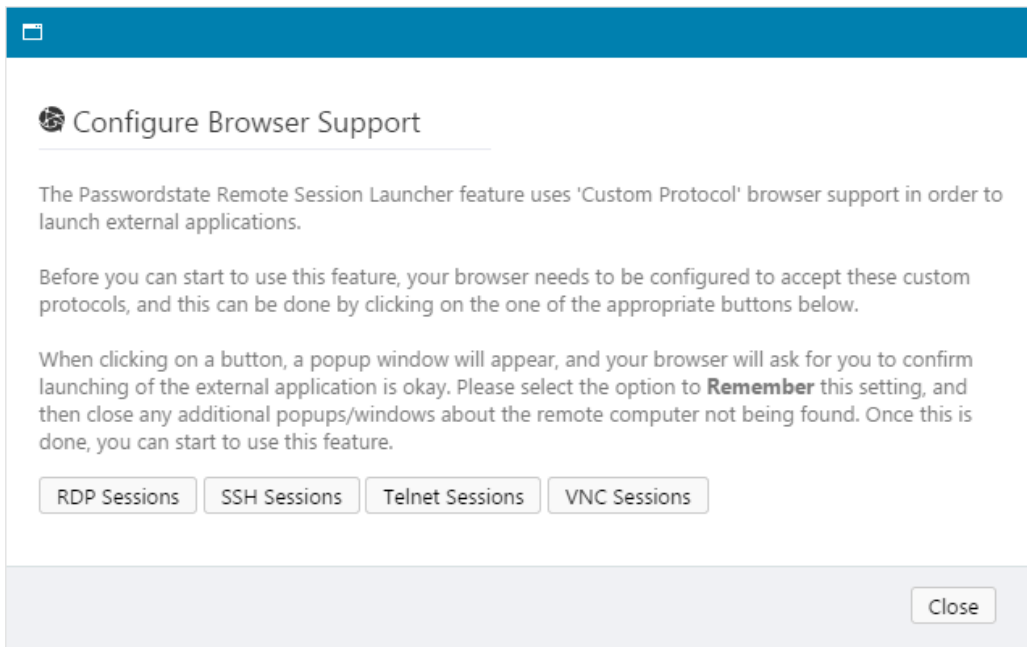 Configure Browser Support
The Passwordstate Remote Session Launcher feature uses 'Custom Protocol' browser support in order to
launch external applications.
Before you can start to use this feature, your browser needs to be configured to accept these custom
protocols, and this can be done by clicking on the one of the appropriate buttons below.
When clicking on a button, a popup window will appear, and your browser will ask for you to confirm
launching of the external application is okay. Please select the option to Remember this setting, and
then close any additional popups/windows about the remote computer not being found. Once this is
done, you can start to use this feature.
RDP Sessions SSH Sessions Telnet Sessions VNC Sessions
Close